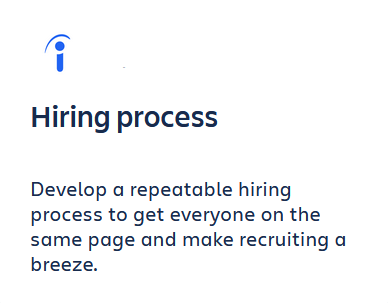 Hiring process
Develop a repeatable hiring
process to get everyone on the
same page and make recruiting a
breeze.